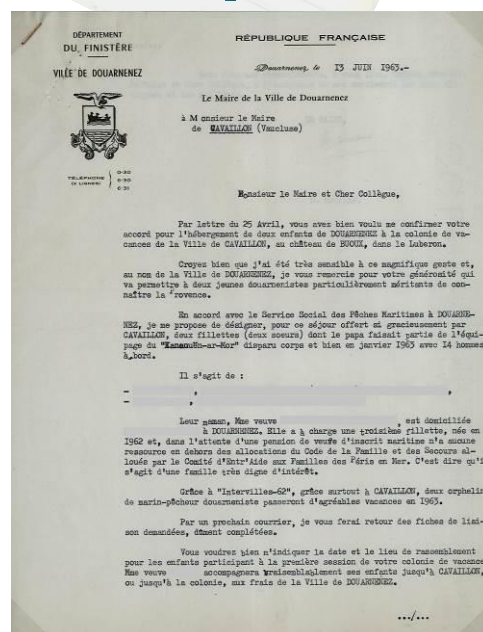 DÉPARTEMENT
DU FINISTÈRE
VILLE DE DOUARNENEZ
RÉPUBLIQUE FRANÇAISE
Douarnenez, le 13 JUIN 1963.-
Le Maire de la Ville de Douarnenez
à M onsieur le Maire
de CAVAILLON (Vaucluse)
TÉLÉPHONE
(3 LIGNES)
0-30
0-31
Monsieur le Maire et Cher Collègue,
Par lettre du 25 Avril, vous avez bien voulu me confirmer votre
accord pour l'hébergement de deux enfants de DOUARNENEZ à la colonie de va-
cances de la Ville de CAVAILLON, au château de BUOUX, dans le Luberon.
Croyez bien que j'ai été très sensible à ce magnifique geste et,
au nom de la Ville de DOUARNENEZ, je vous remercie pour votre générosité qui
va permettre à deux jeunes douarnenistes particulièrement méritants de con-
naître la Provence.
En accord avec le Service Social des Pêches Maritimes à DOUARNE-
NEZ, je me propose de désigner, pour ce séjour offert si gracieusement par
CAVAILLON, deux fillettes (deux soeurs) dont le papa faisait partie de l'équi-
page du "-ar-Mor" disparu corps et bien en janvier 1963 avec 14 hommes
à bord.
Il s'agit de :
- ,
- ,
Leur maman, Mme veuve , est domiciliée
à DOUARNENEZ. Elle a à charge une troisième fillette, née en
1962 et, dans l'attente d'une pension de veuve d'inscrit maritime n'a aucune
ressource en dehors des allocations du Code de la Famille et des Secours al-
loués par le Comité d'Entr'Aide aux Familles des Péris en Mer. C'est dire qu'i
s'agit d'une famille très digne d'intérêt.
Grâce à "Intervilles-62", grâce surtout à CAVAILLON, deux orphelin
de marin-pêcheur douarneniste passeront d'agréables vacances en 1963.
Par un prochain courrier, je vous ferai retour des fiches de liai-
son demandées, dûment complétées.
Vous voudrez bien m'indiquer la date et le lieu de rassemblement
pour les enfants participant à la première session de votre colonie de vacance
Mme veuve accompagnera vraisemblablement ses enfants jusqu'à CAVAILLON,
ou jusqu'à la colonie, aux frais de la Ville de DOUARNENEZ.
.../...